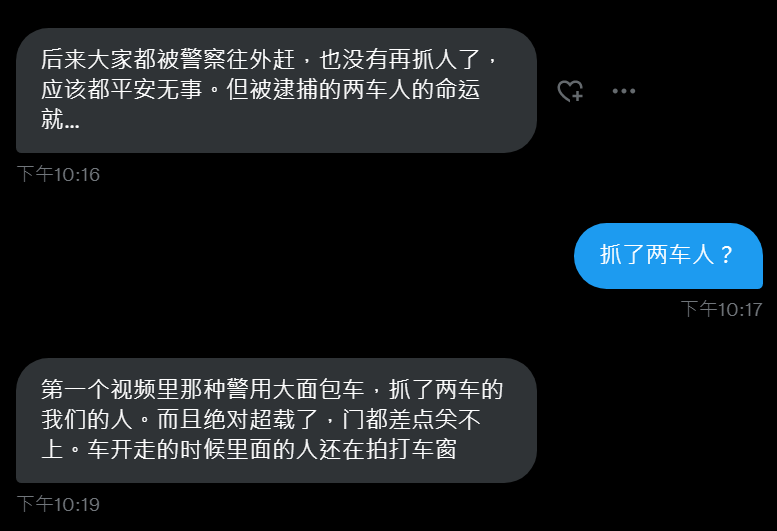 后来大家都被警察往外赶，也没有再抓人了，
应该都平安无事。但被逮捕的两车人的命运
就...
下午10:16
抓了两车人？
下午10:17
第一个视频里那种警用大面包车，抓了两车的
我们的人。而且绝对超载了，门都差点关不
上。车开走的时候里面的人还在拍打车窗
下午10:19